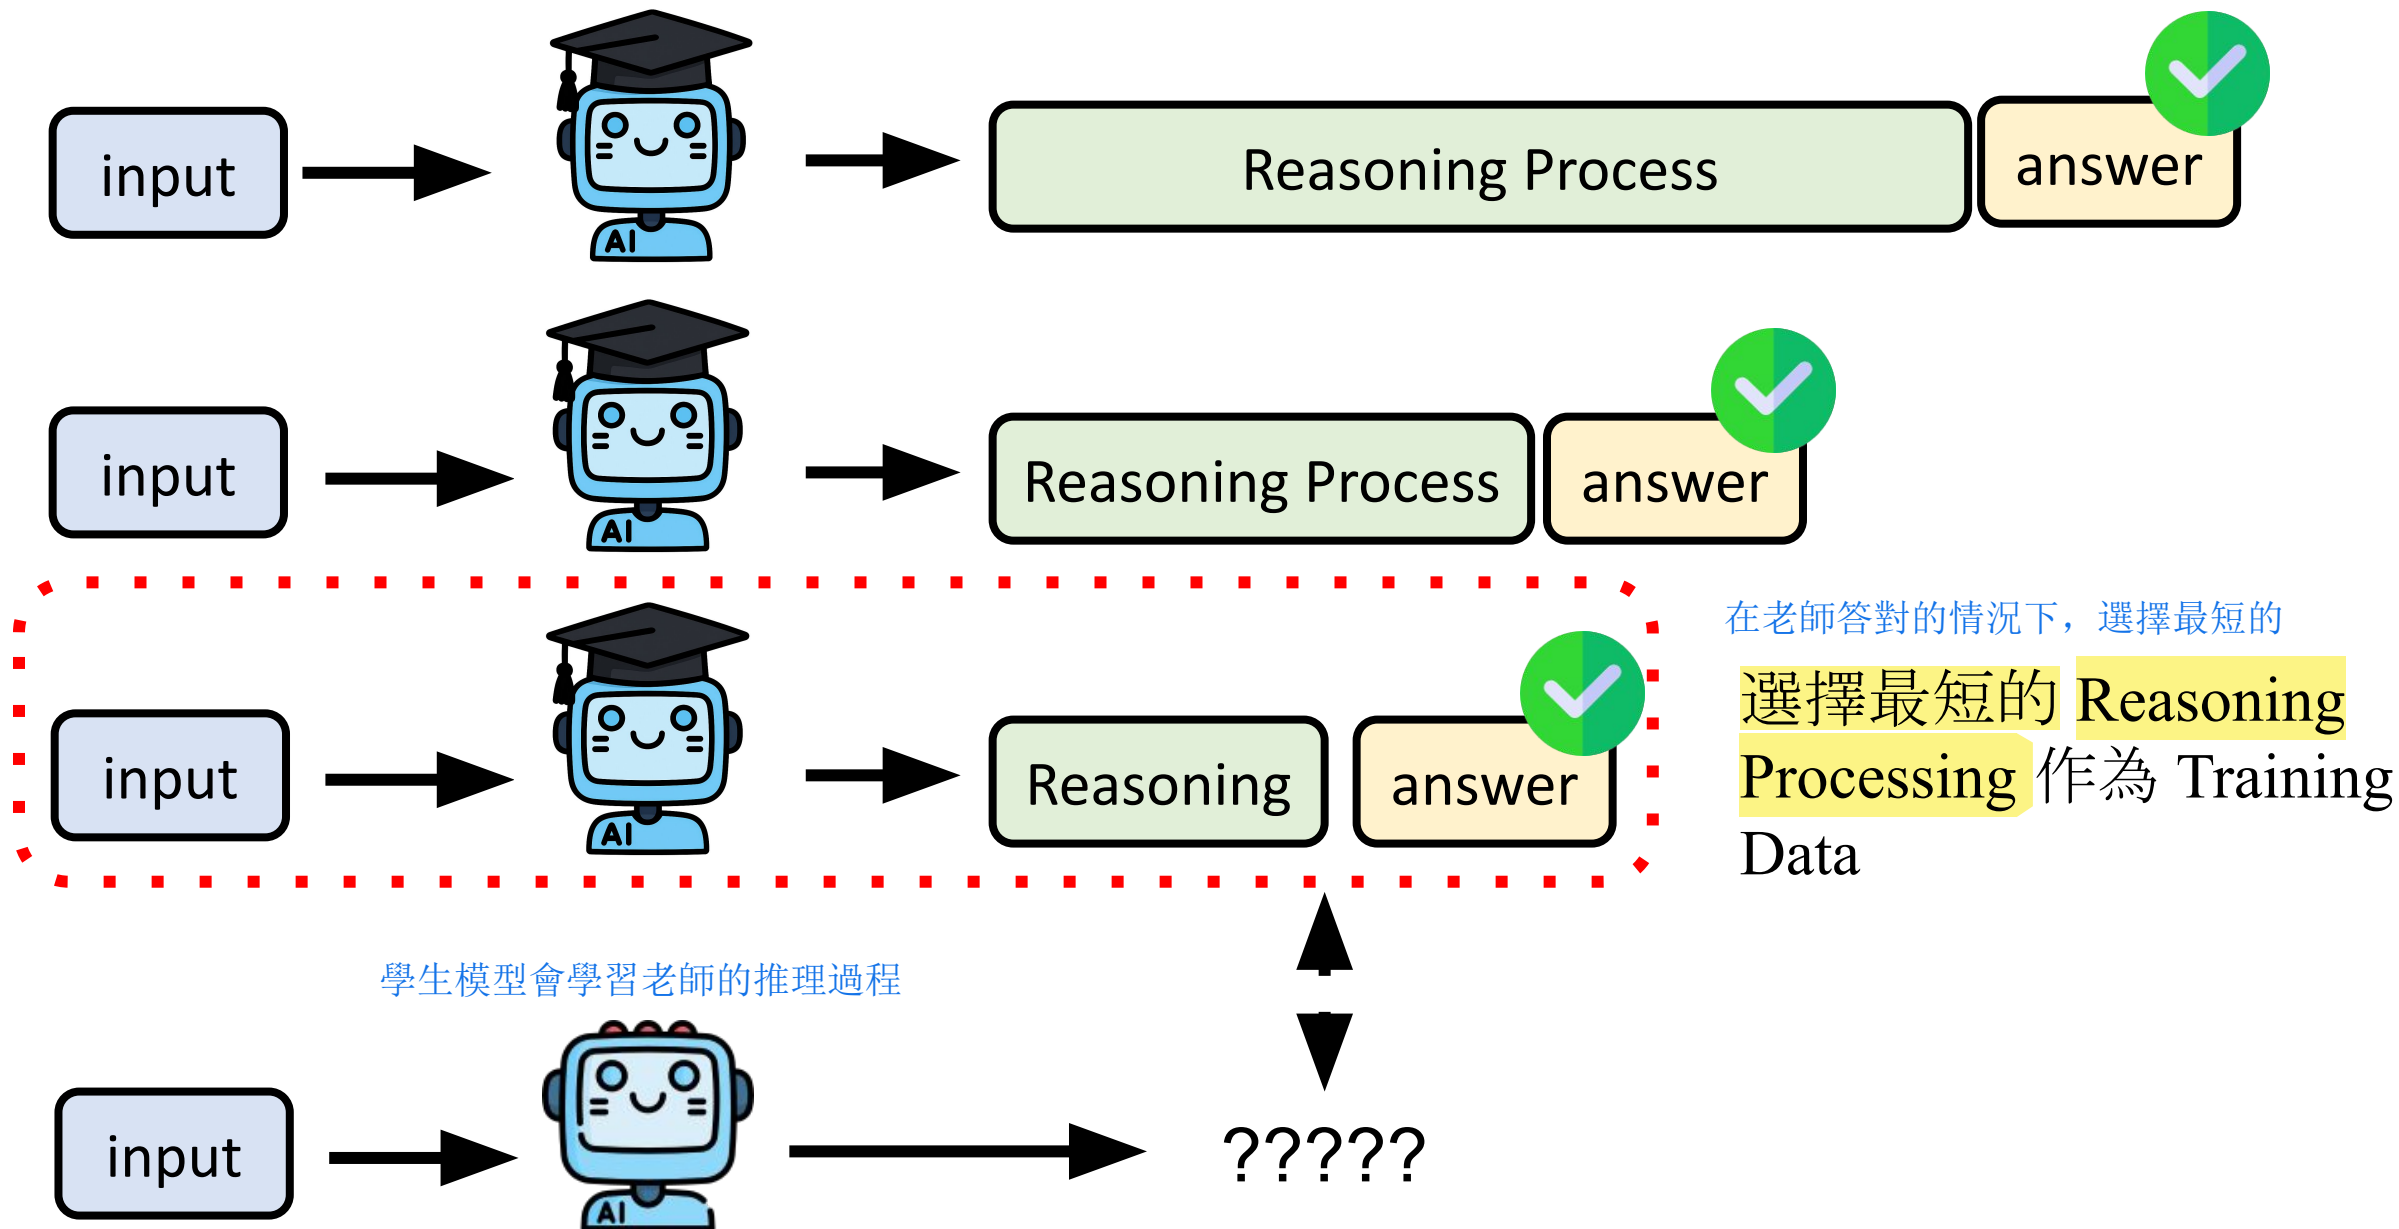 input
AI
Reasoning Process
answer
input
AI
Reasoning Process
answer
在老師答對的情況下，選擇最短的
選擇最短的 Reasoning
Processing 作為 Training
Data
input
AI
Reasoning
answer
學生模型會學習老師的推理過程
input
AI
?????